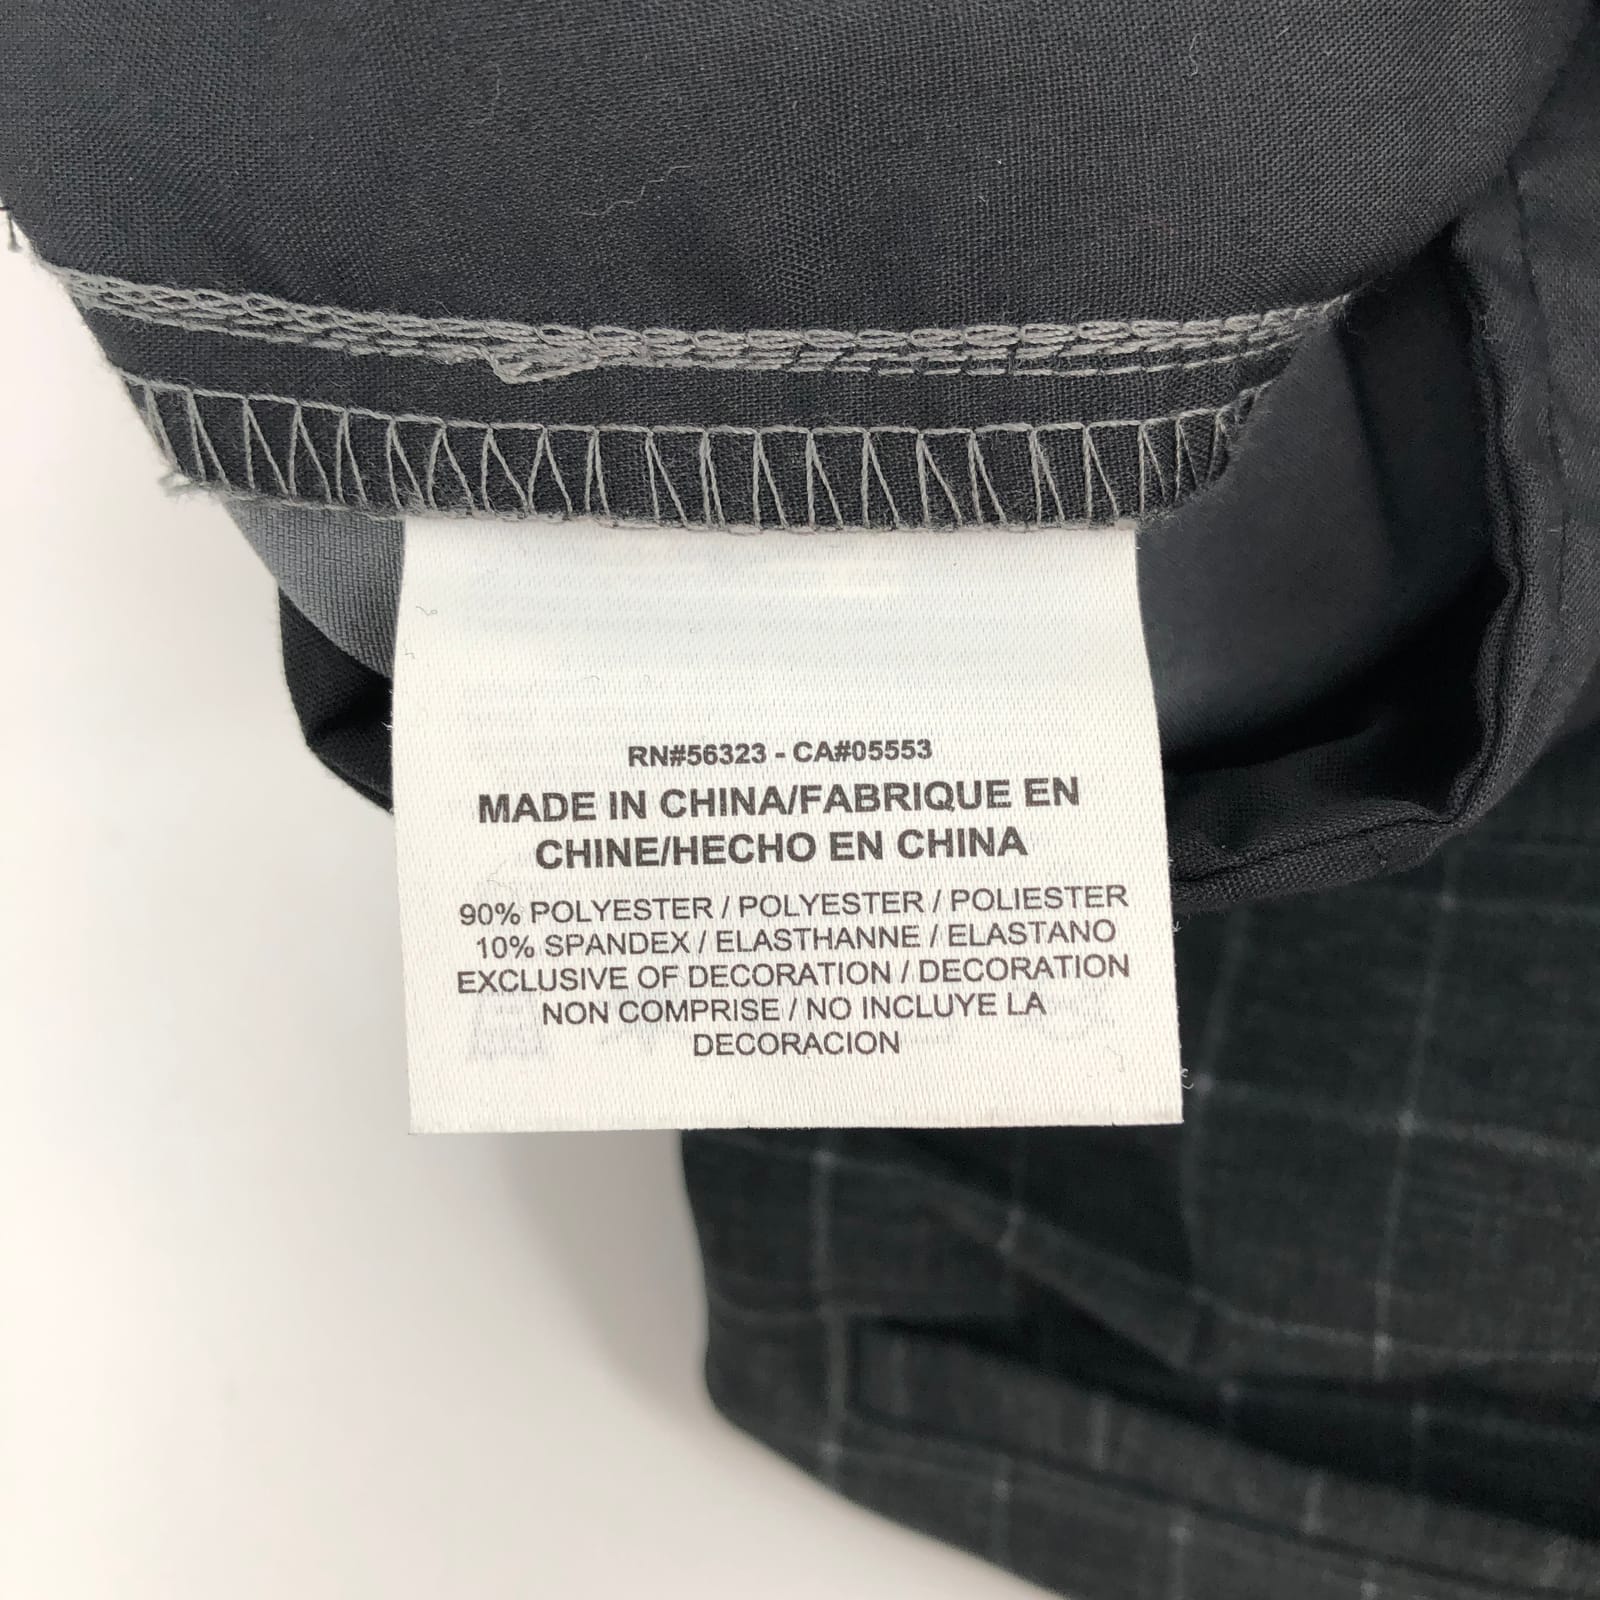 RN#56323 - CA#05553
MADE IN CHINA/FABRIQUE EN
CHINE/HECHO EN CHINA
90% POLYESTER / POLYESTER / POLIESTER
10% SPANDEX / ELASTHANNE / ELASTANO
EXCLUSIVE OF DECORATION / DECORATION
NON COMPRISE / NO INCLUYE LA
DECORACION